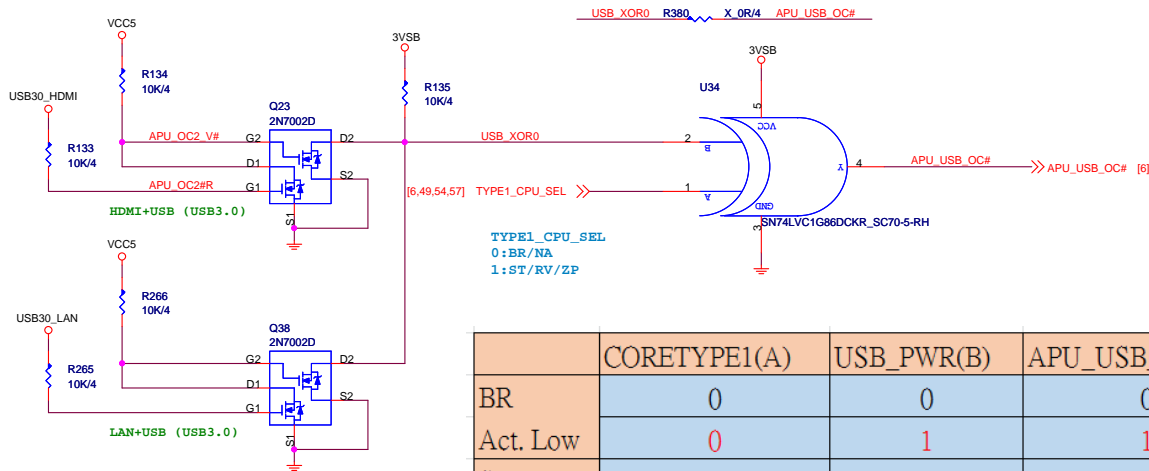 USB_XOR0 R380 X_0R/4 APU_USB_OC#
VCC5
3VSB
3VSB
R134
10K/4
R135
10K/4
U34
USB30_HDMI
Q23
2N7002D
5
VCC
R133
10K/4
APU_OC2_V#
G2
D2
USB_XOR0
2
B
D1
S2
Y
4
APU_USB_OC#
APU_USB_OC# [6]
APU_OC2#R
G1
[6,49,54,57] TYPE1_CPU_SEL
1
A
HDMI+USB (USB3.0)
S1
GND
3
SN74LVC1G86DCKR_SC70-5-RH
TYPE1_CPU_SEL
0:BR/NA
1:ST/RV/ZP
VCC5
R266
10K/4
USB30_LAN
Q38
2N7002D
G2
D2
R265
10K/4
D1
S2
G1
LAN+USB (USB3.0)
S1
CORETYPE1(A) USB_PWR(B) APU_USB_
BR 0 0 0
Act. Low 0 1 1